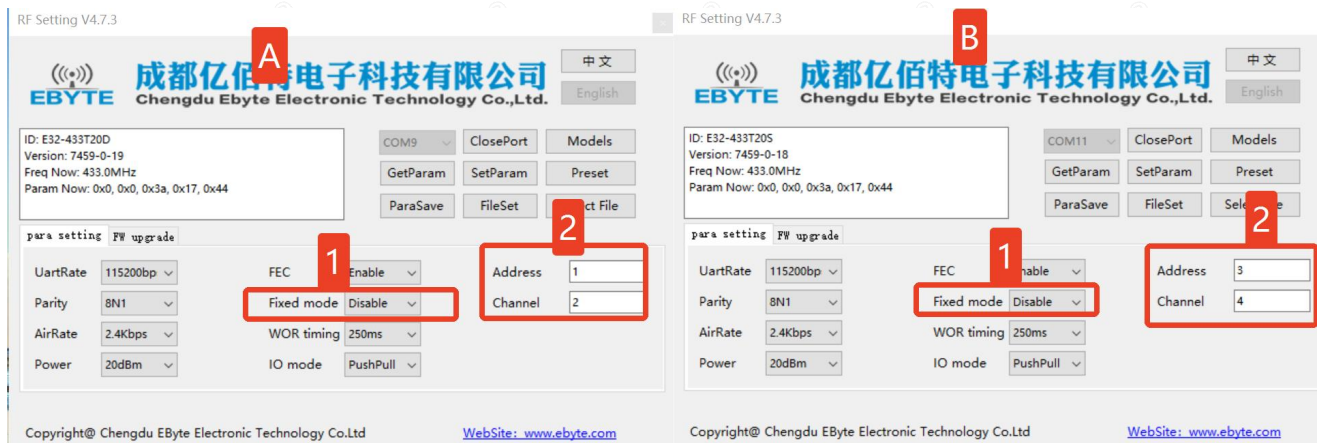 RF Setting V4.7.3
A
((( )))
EBYTE
成都亿佰特电子科技有限公司
Chengdu Ebyte Electronic Technology Co.,Ltd.
中文
English
ID: E32-433T20D
Version: 7459-0-19
Freq Now: 433.0MHz
Param Now: 0x0, 0x0, 0x3a, 0x17, 0x44
COM9 ClosePort Models
GetParam SetParam Preset
ParaSave FileSet ct File
para setting FW upgrade
1
2
UartRate 115200bp FEC Enable Address 1
Parity 8N1 Fixed mode Disable Channel 2
AirRate 2.4Kbps WOR timing 250ms
Power 20dBm IO mode PushPull
Copyright@ Chengdu EByte Electronic Technology Co.Ltd WebSite: www.ebyte.com
RF Setting V4.7.3
B
EBYTE
成都亿佰特电子科技有限公司
Chengdu Ebyte Electronic Technology Co.,Ltd.
中文
English
ID: E32-433T20S
Version: 7459-0-18
Freq Now: 433.0MHz
Param Now: 0x0, 0x0, 0x3a, 0x17, 0x44
COM11 ClosePort Models
GetParam SetParam Preset
ParaSave FileSet Sele e
para setting FW upgrade
1
2
UartRate 115200bp FEC nable Address 3
Parity 8N1 Fixed mode Disable Channel 4
AirRate 2.4Kbps WOR timing 250ms
Power 20dBm IO mode PushPull
Copyright@ Chengdu EByte Electronic Technology Co.Ltd WebSite: www.ebyte.com